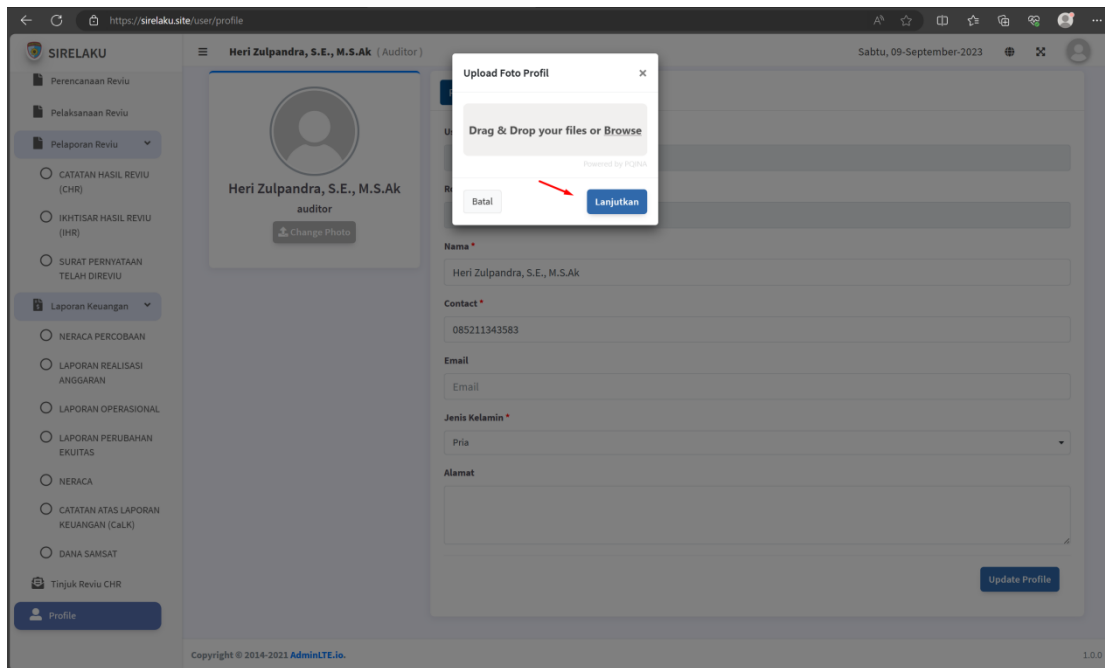 https://sirelaku.site/user/profile
SIRELAKU
Heri Zulpandra, S.E., M.S.Ak ( Auditor )
Sabtu, 09-September-2023
Perencanaan Reviu
Pelaksanaan Reviu
Pelaporan Reviu
CATATAN HASIL REVIU
(CHR)
IKHTISAR HASIL REVIU
(IHR)
SURAT PERNYATAAN
TELAH DIREVIU
Laporan Keuangan
NERACA PERCOBAAN
LAPORAN REALISASI
ANGGARAN
LAPORAN OPERASIONAL
LAPORAN PERUBAHAN
EKUITAS
NERACA
CATATAN ATAS LAPORAN
KEUANGAN (CaLK)
DANA SAMSAT
Tinjuk Reviu CHR
Profile
Heri Zulpandra, S.E., M.S.Ak
auditor
Change Photo
Upload Foto Profil
×
Drag & Drop your files or Browse
Powered by PQINA
Batal
Lanjutkan
Nama *
Heri Zulpandra, S.E., M.S.Ak
Contact *
085211343583
Email
Email
Jenis Kelamin *
Pria
Alamat
Update Profile
Copyright © 2014-2021 AdminLTE.io.
1.0.0